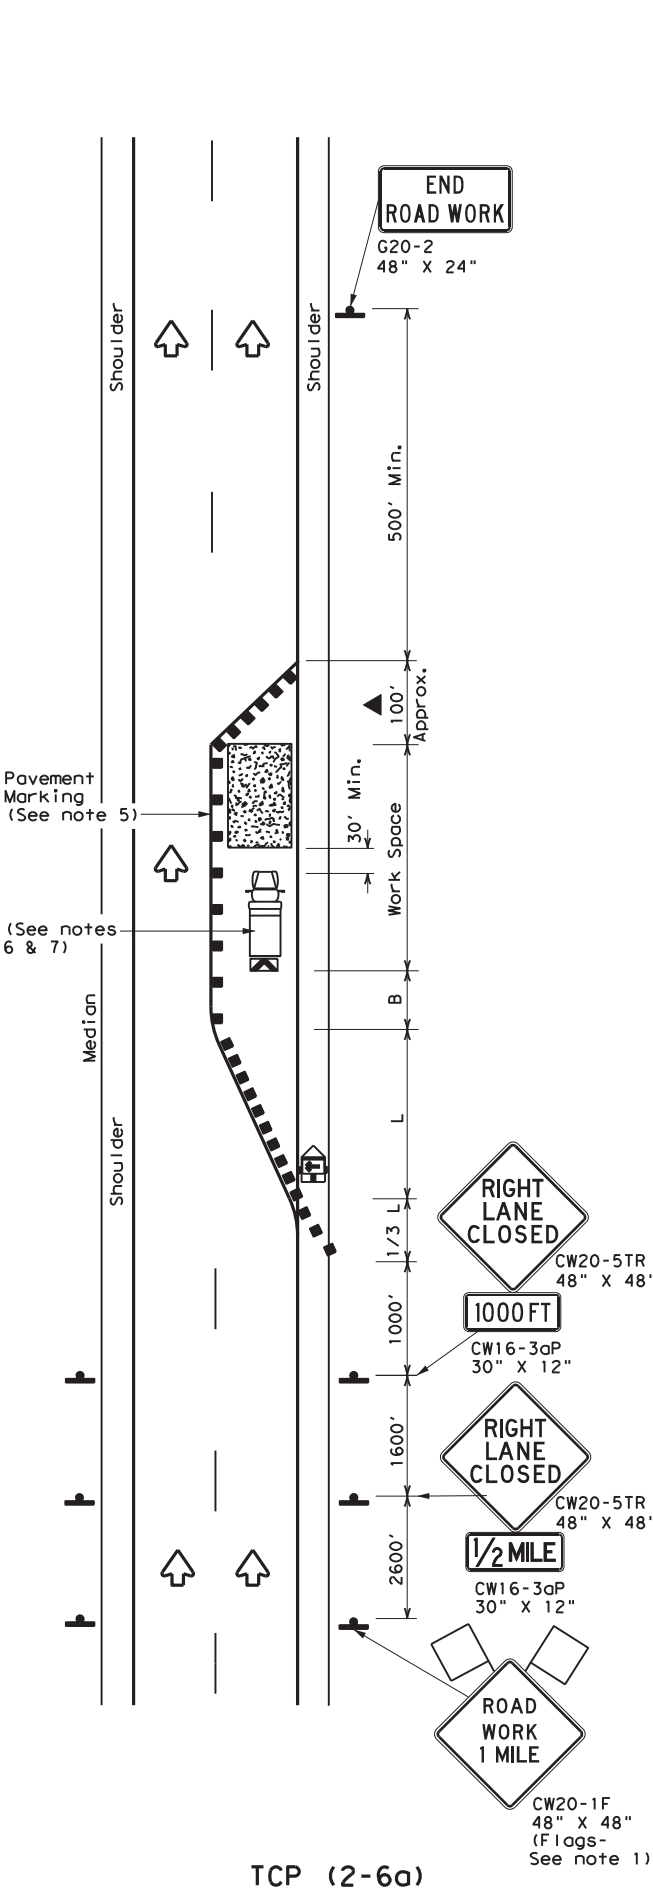 END
ROAD WORK
G20-2
48" X 24"
Shoulder
Shoulder
500' Min.
100'
Approx.
Pavement
Marking
(See note 5)
30' Min.
Work Space
(See notes
6 & 7)
B
Median
L
Shoulder
RIGHT
LANE
CLOSED
1/3 L
CW20-5TR
48" X 48'
1000 FT
1000'
CW16-3aP
30" X 12"
RIGHT
LANE
CLOSED
1600'
CW20-5TR
48" X 48'
1/2 MILE
2600'
CW16-3aP
30" X 12"
ROAD
WORK
1 MILE
CW20-1F
48" X 48"
(Flags-
See note 1)
TCP (2-6a)